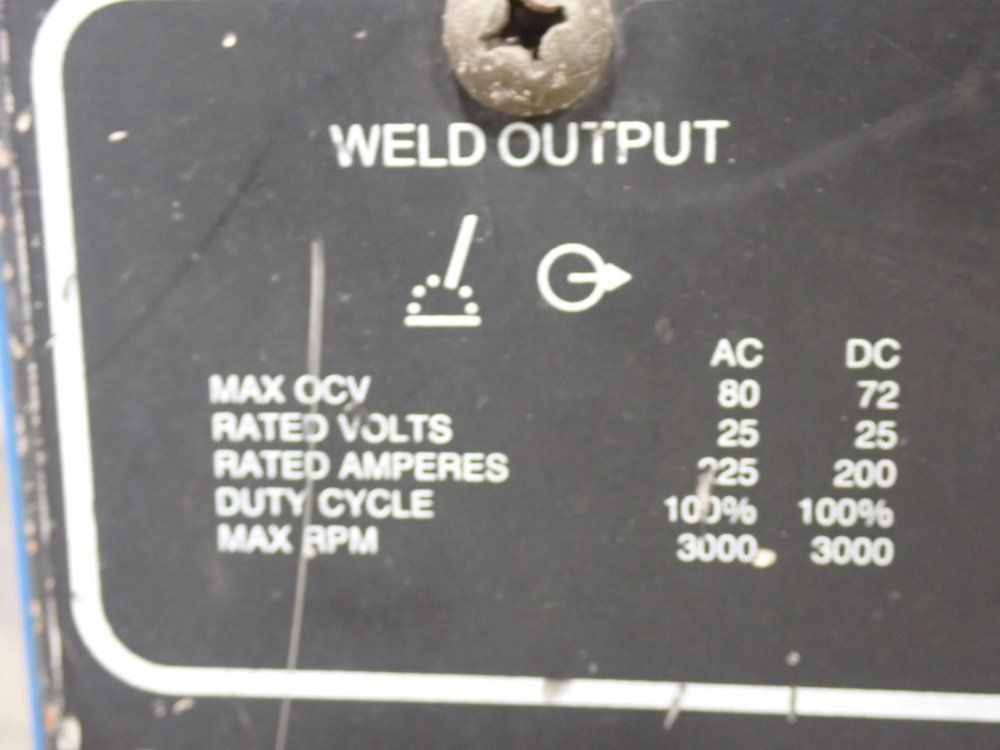 WELD OUTPUT
AC DC
MAX OCV 80 72
RATED VOLTS 25 25
RATED AMPERES 225 200
DUTY CYCLE 100% 100%
MAX RPM 3000 3000